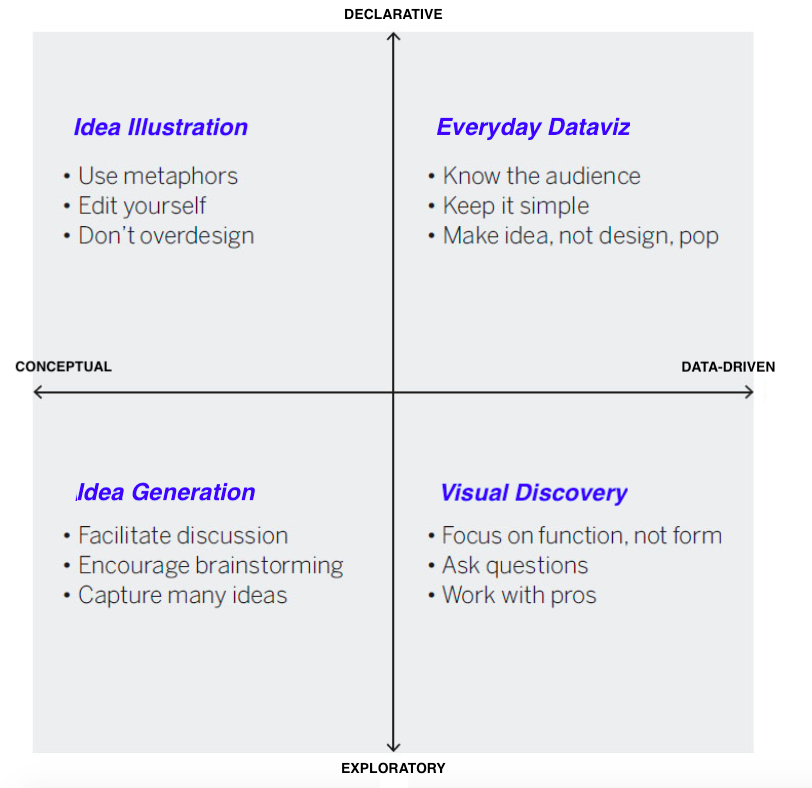 DECLARATIVE
Idea Illustration
• Use metaphors
• Edit yourself
• Don't overdesign
Everyday Dataviz
• Know the audience
• Keep it simple
• Make idea, not design, pop
CONCEPTUAL
DATA-DRIVEN
Idea Generation
• Facilitate discussion
• Encourage brainstorming
• Capture many ideas
Visual Discovery
• Focus on function, not form
• Ask questions
• Work with pros
EXPLORATORY